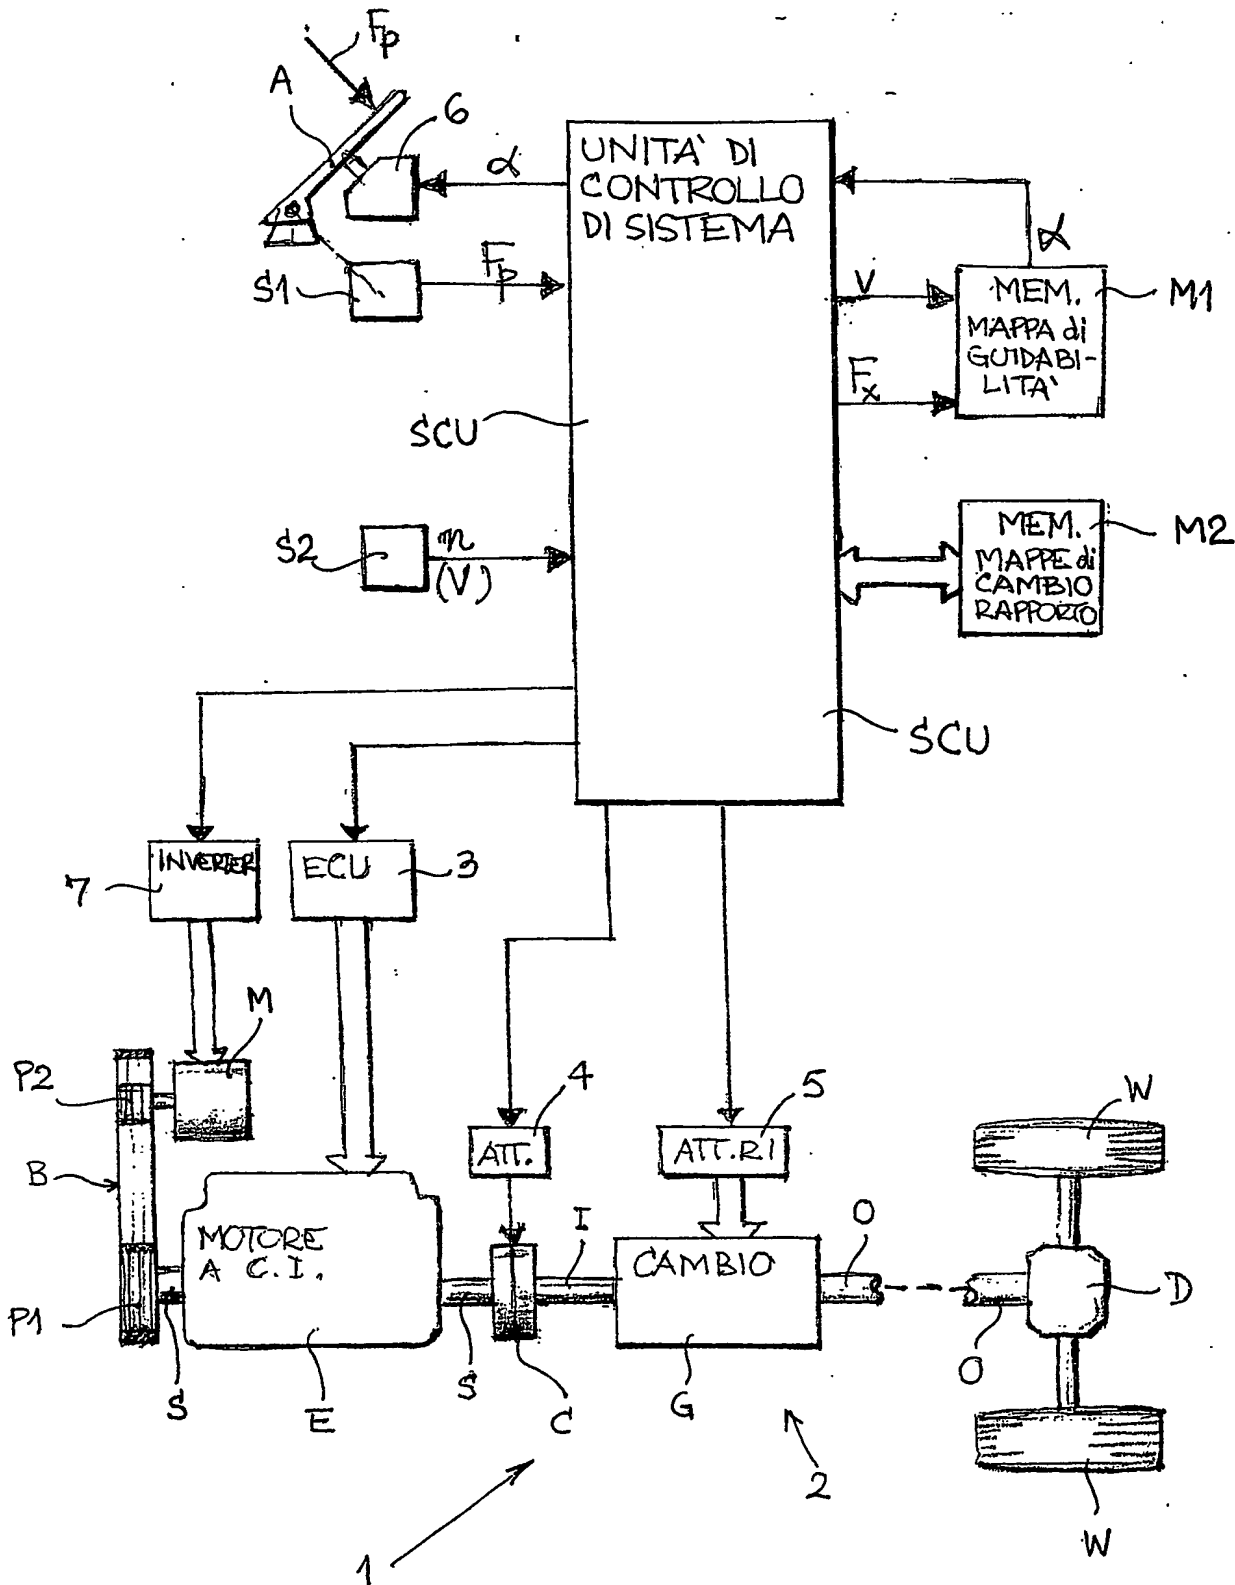 Fp
A
6
α
UNITA' DI
CONTROLLO
DI SISTEMA
α
S1
Fp
V
MEM.
MAPPA di
GUIDABI-
LITA'
M1
Fx
SCU
S2
n
(V)
MEM.
MAPPE di
CAMBIO
RAPPORTO
M2
SCU
7
INVERTER
ECU
3
M
P2
4
5
W
ATT.
ATT.RI
B
MOTORE
A C.I.
I
CAMBIO
O
D
P1
S
E
S
C
G
O
2
W
1